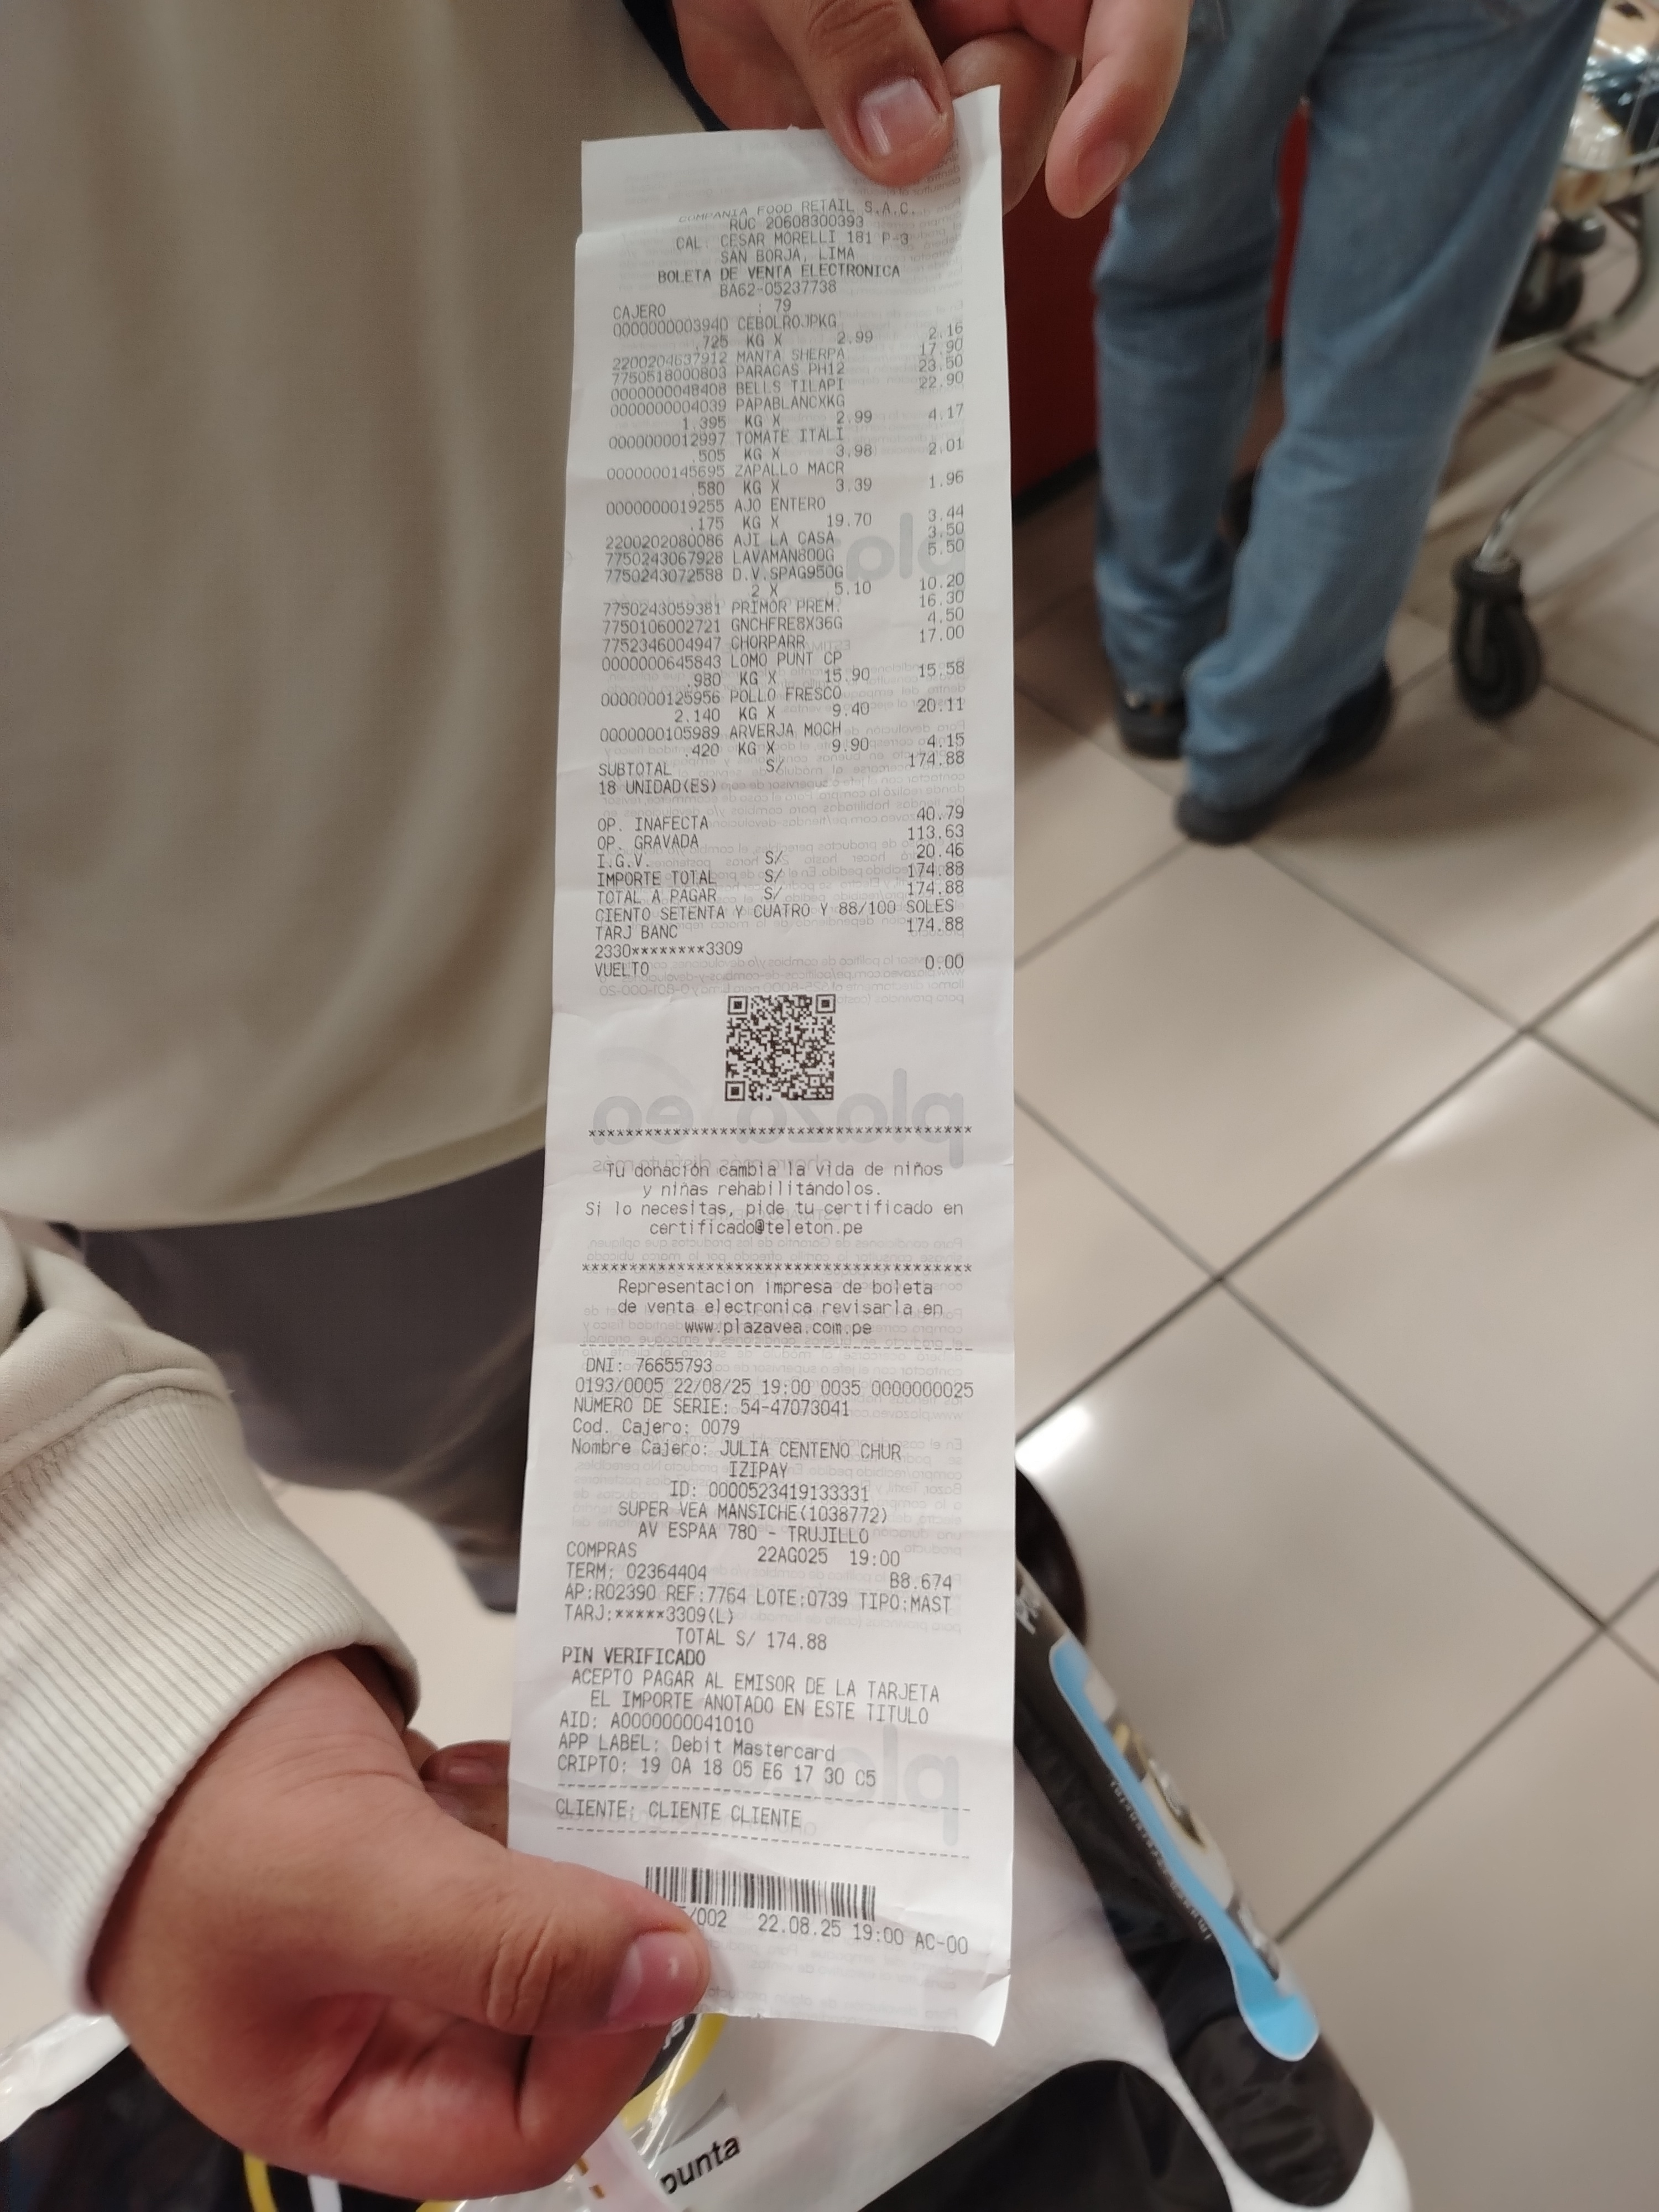 COMPANIA FOOD RETAIL S.A.C.
RUC 20608300393
CAL. CESAR MORELLI 181 P-3
SAN BORJA, LIMA
BOLETA DE VENTA ELECTRONICA
BA62-05237738
CAJERO : 79
0000000003940 CEBOLROJPKG
.725 KG X 2.99 2.16
2200204637912 MANTA SHERPA 17.90
7750518000803 PARACAS PH12 23.50
0000000048408 BELLS TILAPI 22.90
0000000004039 PAPABLANCXKG
1.395 KG X 2.99 4.17
0000000012997 TOMATE ITALI
.505 KG X 3.98 2.01
0000000145695 ZAPALLO MACR
.580 KG X 3.39 1.96
0000000019255 AJO ENTERO
.175 KG X 19.70 3.44
2200202080086 AJI LA CASA 3.50
7750243067928 LAVAMAN800G 5.50
7750243072588 D.V.SPAG950G
2 X 5.10 10.20
7750243059381 PRIMOR PREM. 16.30
7750106002721 GNCHFRE8X36G 4.50
7752346004947 CHORPARR 17.00
0000000645843 LOMO PUNT CP
.980 KG X 15.90 15.58
0000000125956 POLLO FRESCO
2.140 KG X 9.40 20.11
0000000105989 ARVERJA MOCH
.420 KG X 9.90 4.15
SUBTOTAL S/ 174.88
18 UNIDAD(ES)
OP. INAFECTA 40.79
OP. GRAVADA 113.63
I.G.V. S/ 20.46
IMPORTE TOTAL S/ 174.88
TOTAL A PAGAR S/ 174.88
CIENTO SETENTA Y CUATRO Y 88/100 SOLES
TARJ BANC 174.88
2330********3309
VUELTO 0.00
plaza vea
***************************************
Tu donación cambia la vida de niños
y niñas rehabilitándolos.
Si lo necesitas, pide tu certificado en
certificado@teleton.pe
***************************************
Representacion impresa de boleta
de venta electronica revisarla en
www.plazavea.com.pe
DNI: 76655793
0193/0005 22/08/25 19:00 0035 0000000025
NUMERO DE SERIE: 54-47073041
Cod. Cajero: 0079
Nombre Cajero: JULIA CENTENO CHUR
IZIPAY
ID: 0000523419133331
SUPER VEA MANSICHE(1038772)
AV ESPAA 780 - TRUJILLO
COMPRAS 22AGO25 19:00
TERM: 02364404 B8.674
AP:R02390 REF:7764 LOTE:0739 TIPO:MAST
TARJ:*****3309(L)
TOTAL S/ 174.88
PIN VERIFICADO
ACEPTO PAGAR AL EMISOR DE LA TARJETA
EL IMPORTE ANOTADO EN ESTE TITULO
AID: A0000000041010
APP LABEL: Debit Mastercard
CRIPTO: 19 0A 18 05 E6 17 30 C5
CLIENTE: CLIENTE CLIENTE
/002 22.08.25 19:00 AC-00
punta